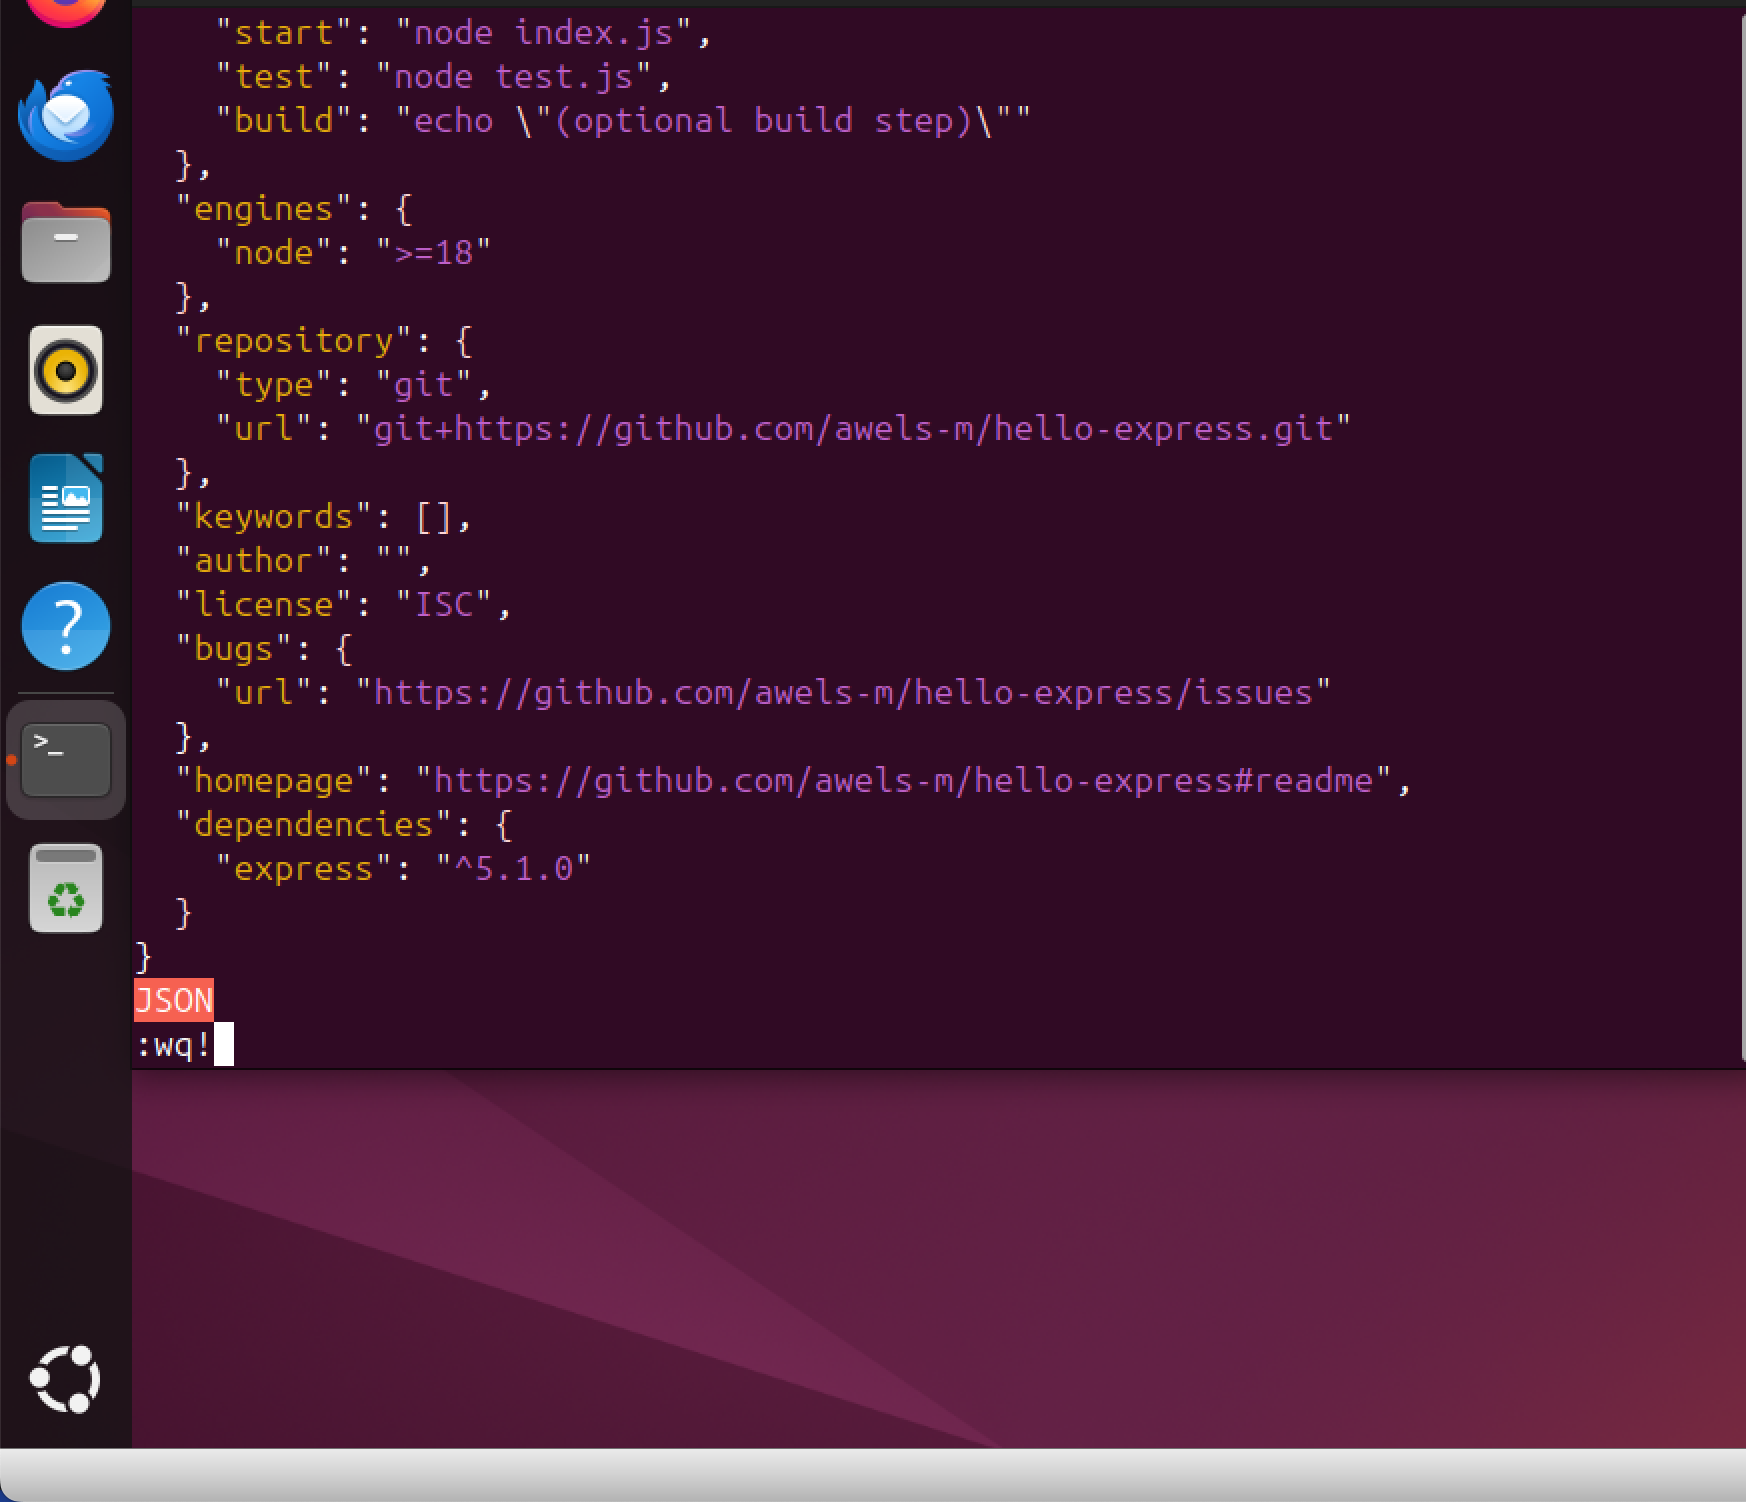 "start": "node index.js",
"test": "node test.js",
"build": "echo \"(optional build step)\""
},
"engines": {
"node": ">=18"
},
"repository": {
"type": "git",
"url": "git+https://github.com/awels-m/hello-express.git"
},
"keywords": [],
"author": "",
"license": "ISC",
"bugs": {
"url": "https://github.com/awels-m/hello-express/issues"
},
"homepage": "https://github.com/awels-m/hello-express#readme",
"dependencies": {
"express": "^5.1.0"
}
}
JSON
:wq!